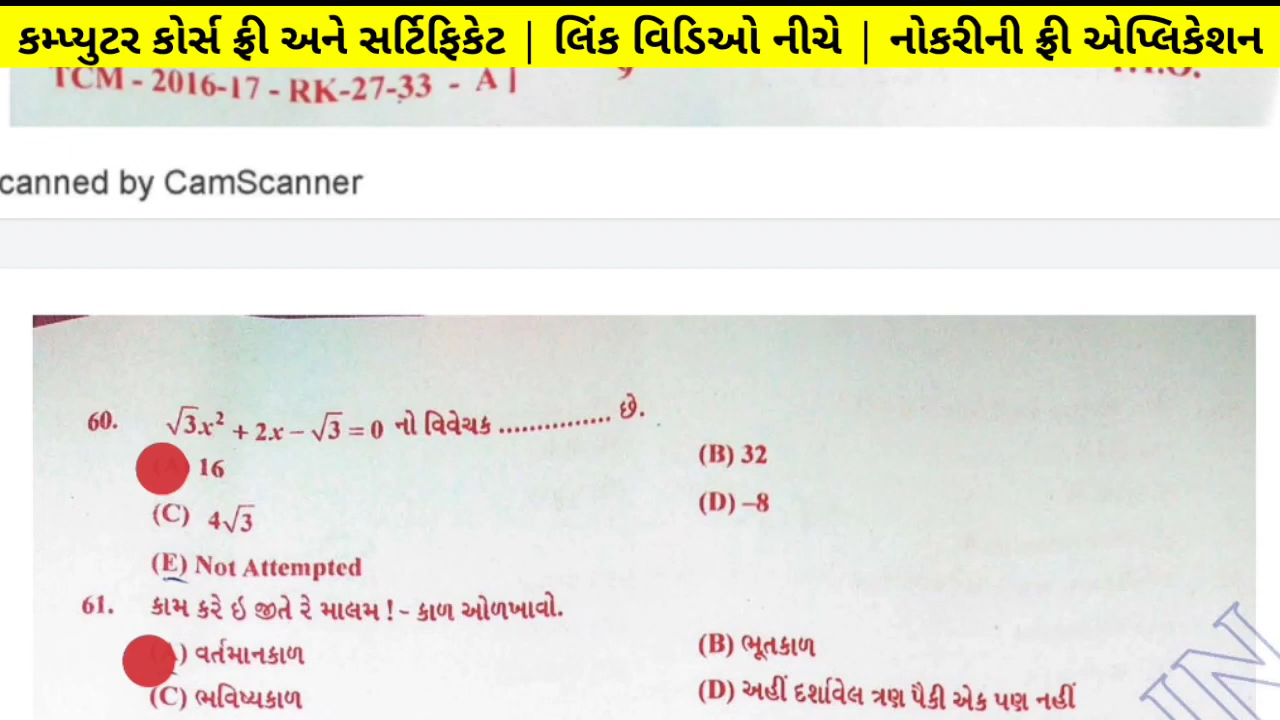 કમ્પ્યુટર કોર્સ ફ્રી અને સર્ટિફિકેટ | લિંક વિડિઓ નીચે | નોકરીની ફ્રી એપ્લિકેશન
TCM - 2016-17 - RK-27-33 - A ] 9 P.T.O.
canned by CamScanner
60. √3x² + 2x – √3 = 0 નો વિવેચક .............. છે.
16 (B) 32
(C) 4√3 (D) –8
(E) Not Attempted
61. કામ કરે ઇ જીતે રે માલમ ! – કાળ ઓળખાવો.
) વર્તમાનકાળ (B) ભૂતકાળ
(C) ભવિષ્યકાળ (D) અહીં દર્શાવેલ ત્રણ પૈકી એક પણ નહીં